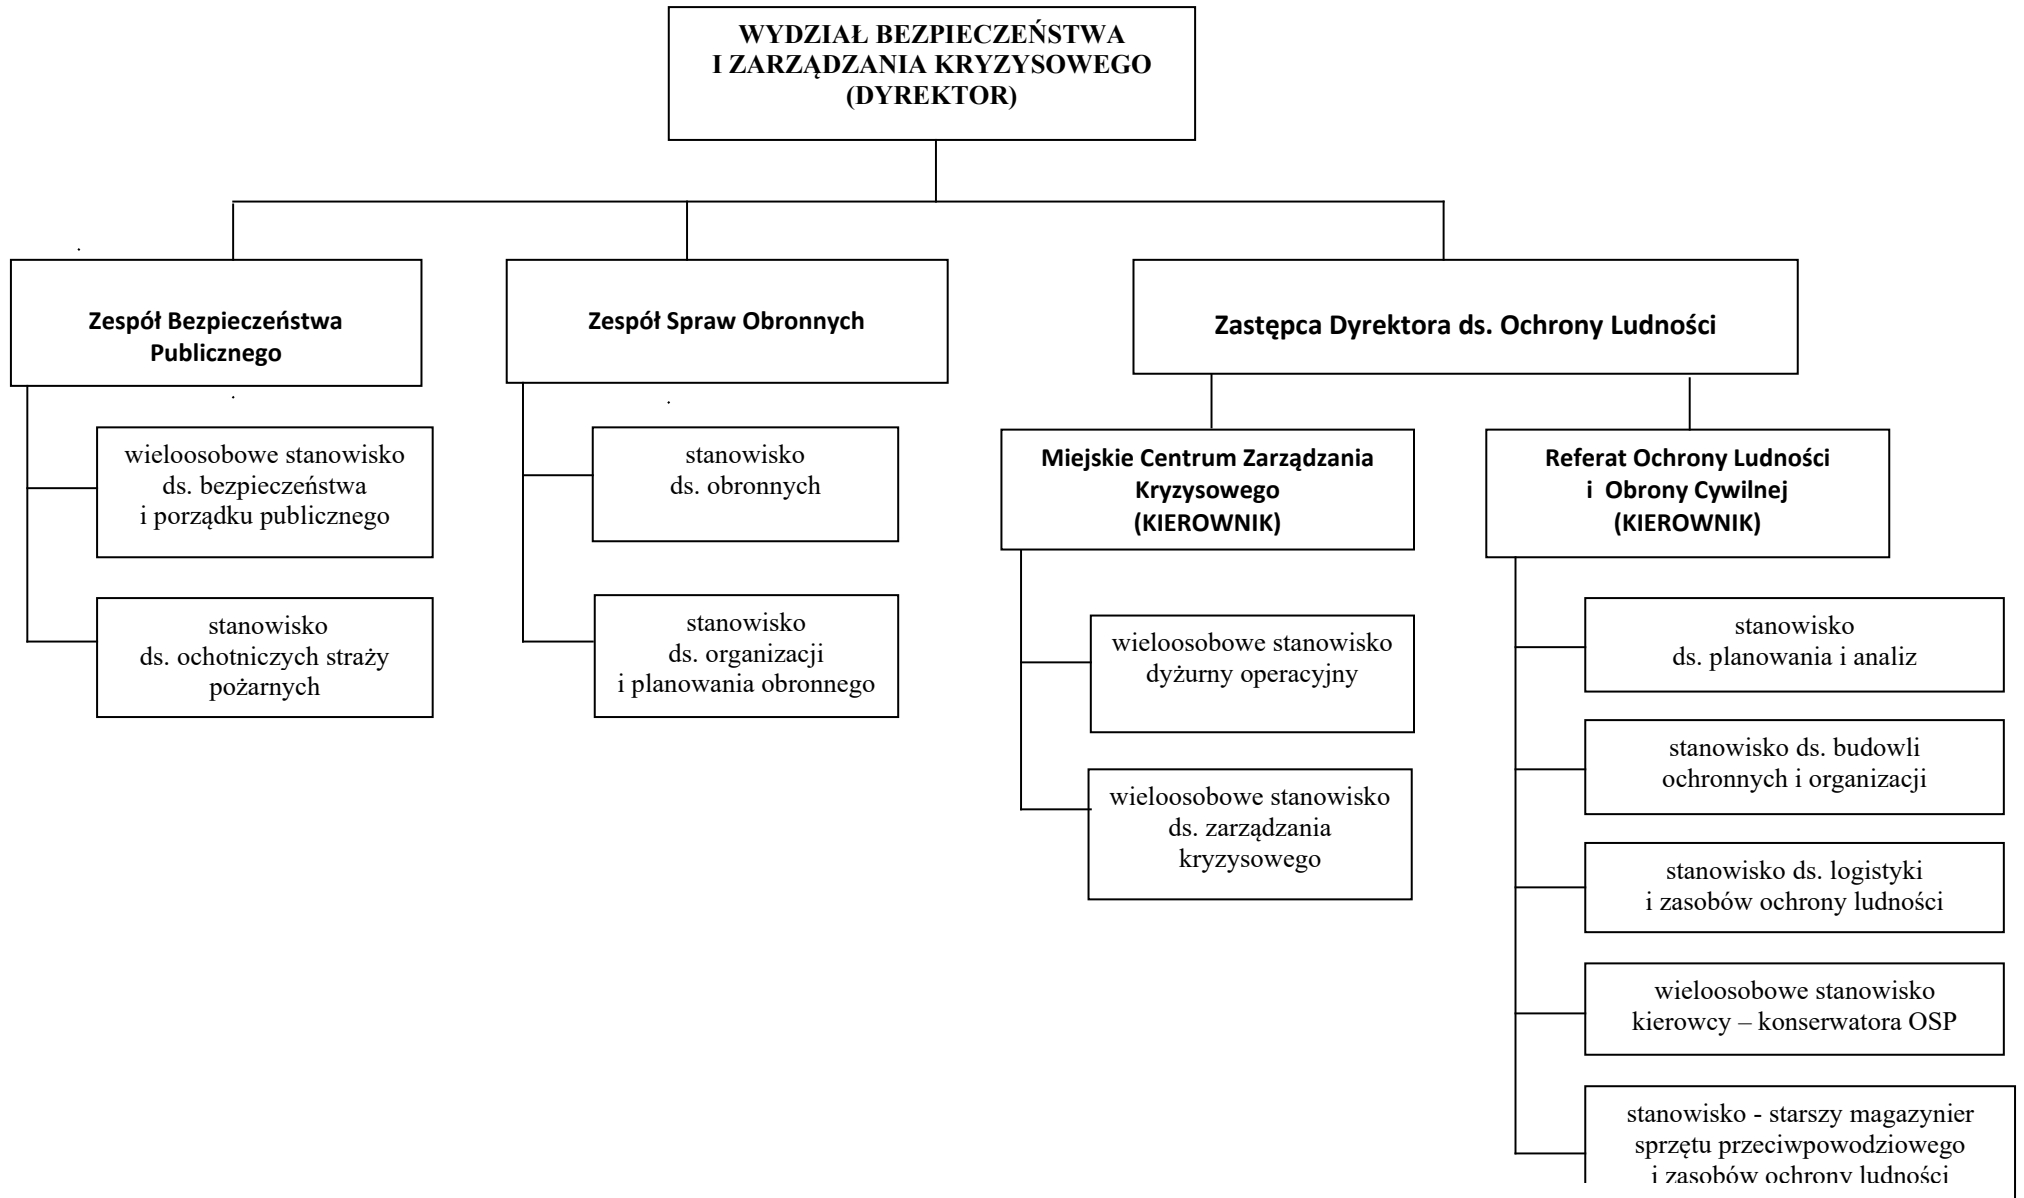 WYDZIAŁ BEZPIECZEŃSTWA
I ZARZĄDZANIA KRYZYSOWEGO
(DYREKTOR)
Zespół Bezpieczeństwa
Publicznego
wieloosobowe stanowisko
ds. bezpieczeństwa
i porządku publicznego
stanowisko
ds. ochotniczych straży
pożarnych
Zespół Spraw Obronnych
stanowisko
ds. obronnych
stanowisko
ds. organizacji
i planowania obronnego
Zastępca Dyrektora ds. Ochrony Ludności
Miejskie Centrum Zarządzania
Kryzysowego
(KIEROWNIK)
wieloosobowe stanowisko
dyżurny operacyjny
wieloosobowe stanowisko
ds. zarządzania
kryzysowego
Referat Ochrony Ludności
i Obrony Cywilnej
(KIEROWNIK)
stanowisko
ds. planowania i analiz
stanowisko ds. budowli
ochronnych i organizacji
stanowisko ds. logistyki
i zasobów ochrony ludności
wieloosobowe stanowisko
kierowcy – konserwatora OSP
stanowisko - starszy magazynier
sprzętu przeciwpowodziowego
i zasobów ochrony ludności